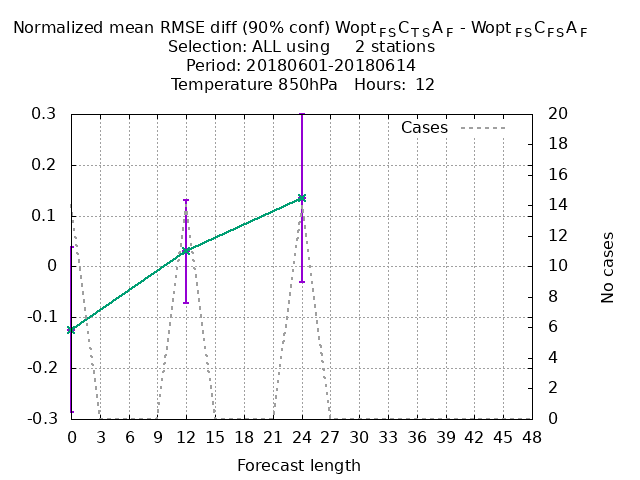 Normalized mean RMSE diff (90% conf) Wopt FS C TS A F - Wopt FS C FS A F
Selection: ALL using 2 stations
Period: 20180601-20180614
Temperature 850hPa Hours: 12
Cases
0.3
0.2
0.1
0
-0.1
-0.2
-0.3
20
18
16
14
12
10
8
6
4
2
0
No cases
0 3 6 9 12 15 18 21 24 27 30 33 36 39 42 45 48
Forecast length